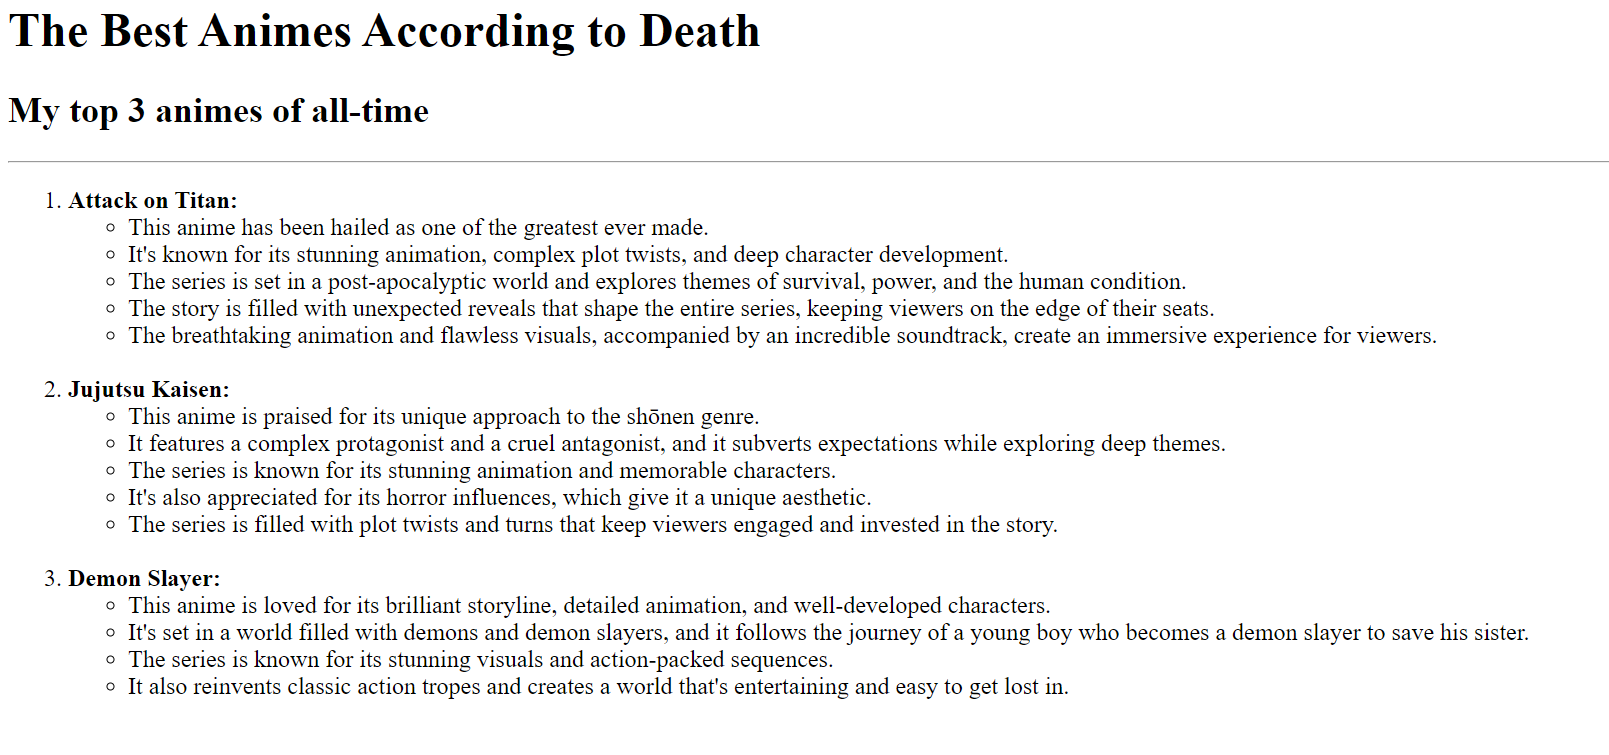 The Best Animes According to Death
My top 3 animes of all-time
1. Attack on Titan:
◦ This anime has been hailed as one of the greatest ever made.
◦ It's known for its stunning animation, complex plot twists, and deep character development.
◦ The series is set in a post-apocalyptic world and explores themes of survival, power, and the human condition.
◦ The story is filled with unexpected reveals that shape the entire series, keeping viewers on the edge of their seats.
◦ The breathtaking animation and flawless visuals, accompanied by an incredible soundtrack, create an immersive experience for viewers.
2. Jujutsu Kaisen:
◦ This anime is praised for its unique approach to the shōnen genre.
◦ It features a complex protagonist and a cruel antagonist, and it subverts expectations while exploring deep themes.
◦ The series is known for its stunning animation and memorable characters.
◦ It's also appreciated for its horror influences, which give it a unique aesthetic.
◦ The series is filled with plot twists and turns that keep viewers engaged and invested in the story.
3. Demon Slayer:
◦ This anime is loved for its brilliant storyline, detailed animation, and well-developed characters.
◦ It's set in a world filled with demons and demon slayers, and it follows the journey of a young boy who becomes a demon slayer to save his sister.
◦ The series is known for its stunning visuals and action-packed sequences.
◦ It also reinvents classic action tropes and creates a world that's entertaining and easy to get lost in.